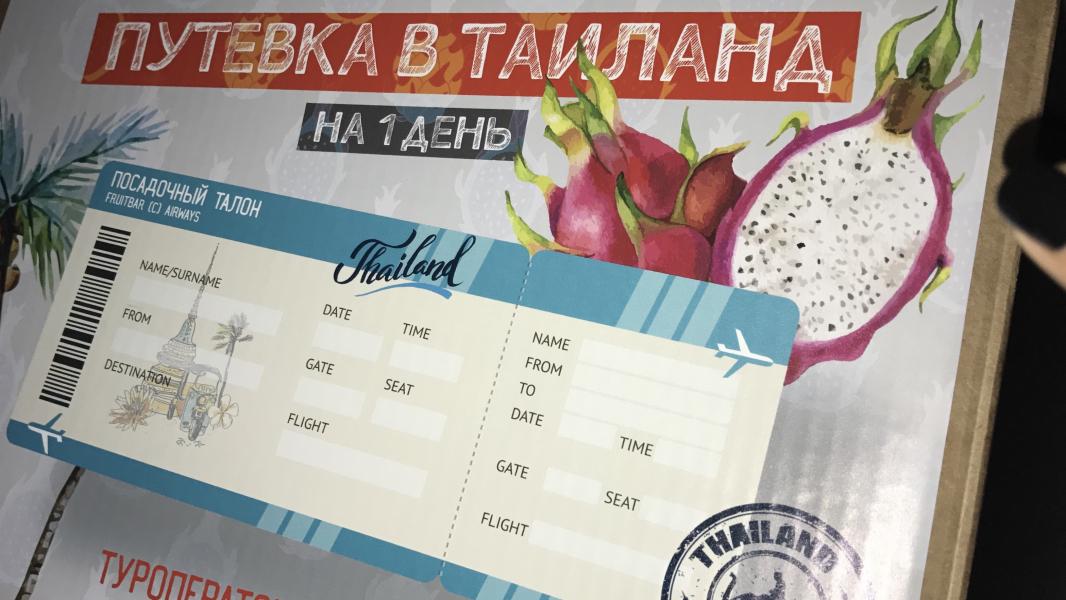 ПУТЕВКА В ТАИЛАНД
НА 1 ДЕНЬ
ПОСАДОЧНЫЙ ТАЛОН
FRUITBAR (C) AIRWAYS
Thailand
NAME/SURNAME
FROM
DESTINATION
DATE
TIME
GATE
SEAT
FLIGHT
NAME
FROM
TO
DATE
TIME
GATE
SEAT
FLIGHT
THAILAND